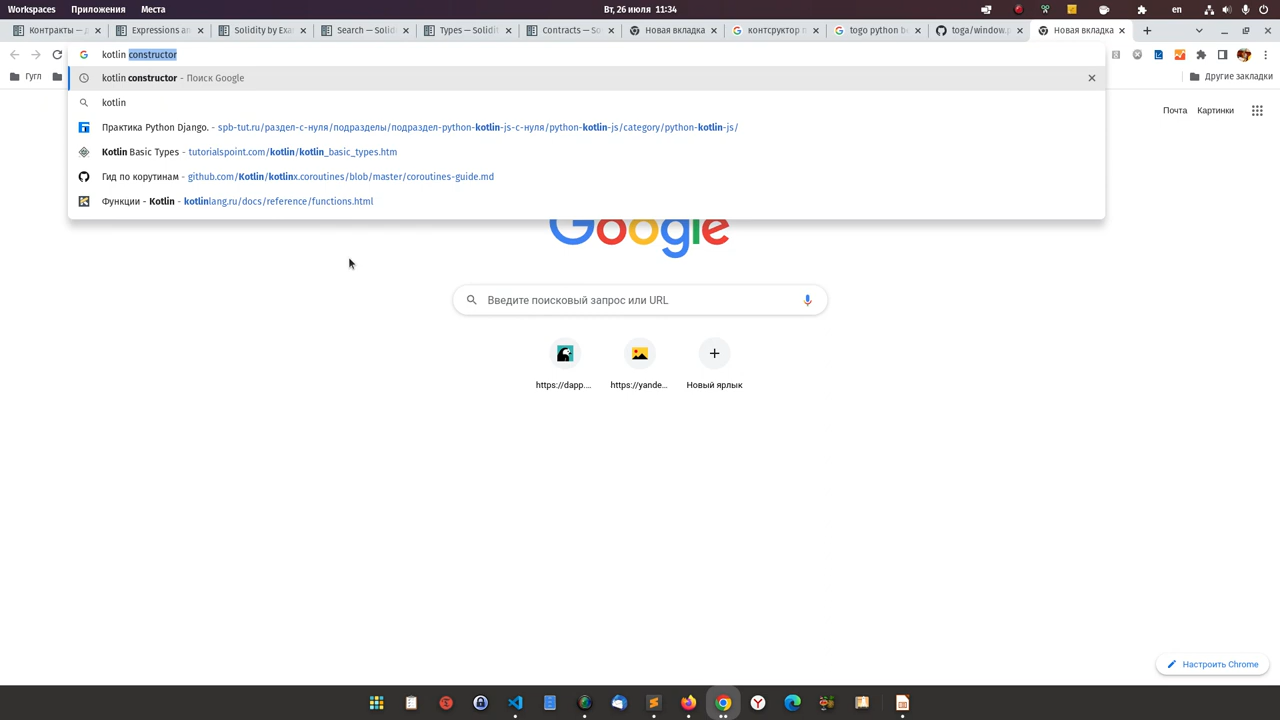 Workspaces Приложения Места Вт, 26 июля 11:34 en
Контракты — Expressions an Solidity by Exa Search — Solid Types — Solidit Contracts — So Новая вкладка контсруктор togo python b toga/window.p Новая вкладка
kotlin constructor
Гугл
Другие закладки
kotlin constructor - Поиск Google
kotlin
Практика Python Django. - spb-tut.ru/раздел-с-нуля/подразделы/подраздел-python-kotlin-js-с-нуля/python-kotlin-js/category/python-kotlin-js/
Kotlin Basic Types - tutorialspoint.com/kotlin/kotlin_basic_types.htm
Гид по корутинам - github.com/Kotlin/kotlinx.coroutines/blob/master/coroutines-guide.md
Функции - Kotlin - kotlinlang.ru/docs/reference/functions.html
Почта Картинки
Google
Введите поисковый запрос или URL
https://dapp.... https://yande... Новый ярлык
Настроить Chrome